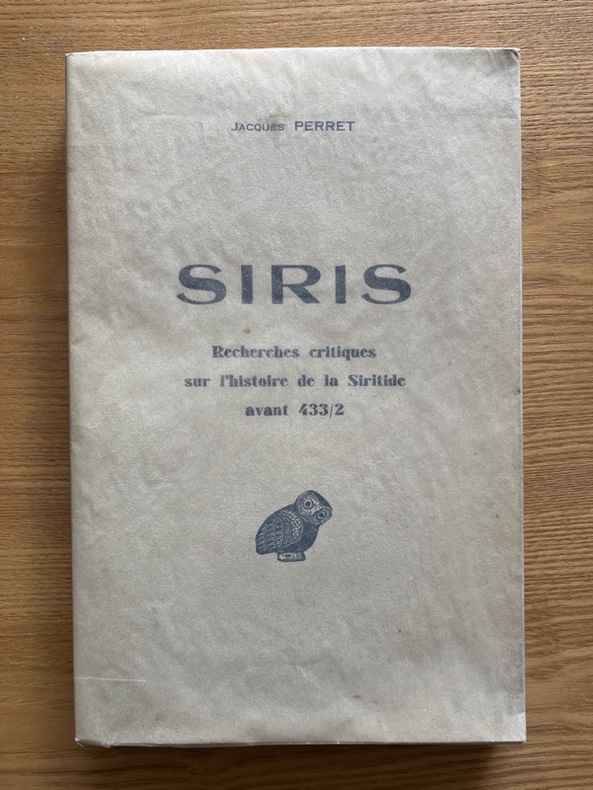 Jacques PERRET
SIRIS
Recherches critiques
sur l'histoire de la Siritide
avant 433/2